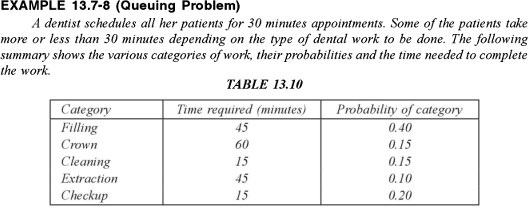 EXAMPLE 13.7-8 (Queuing Problem)
A dentist schedules all her patients for 30 minutes appointments. Some of the patients take
more or less than 30 minutes depending on the type of dental work to be done. The following
summary shows the various categories of work, their probabilities and the time needed to complete
the work.
TABLE 13.10
Category Time required (minutes) Probability of category
Filling 45 0.40
Crown 60 0.15
Cleaning 15 0.15
Extraction 45 0.10
Checkup 15 0.20